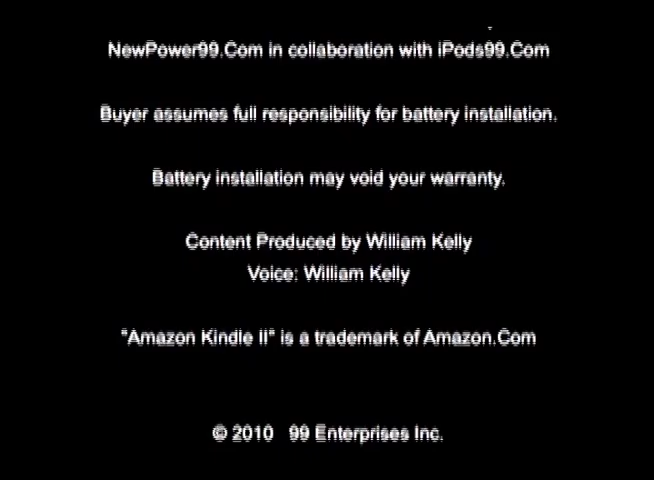 NewPower99.Com in collaboration with iPods99.Com
Buyer assumes full responsibility for battery installation.
Battery installation may void your warranty.
Content Produced by William Kelly
Voice: William Kelly
"Amazon Kindle II" is a trademark of Amazon.Com
© 2010 99 Enterprises Inc.